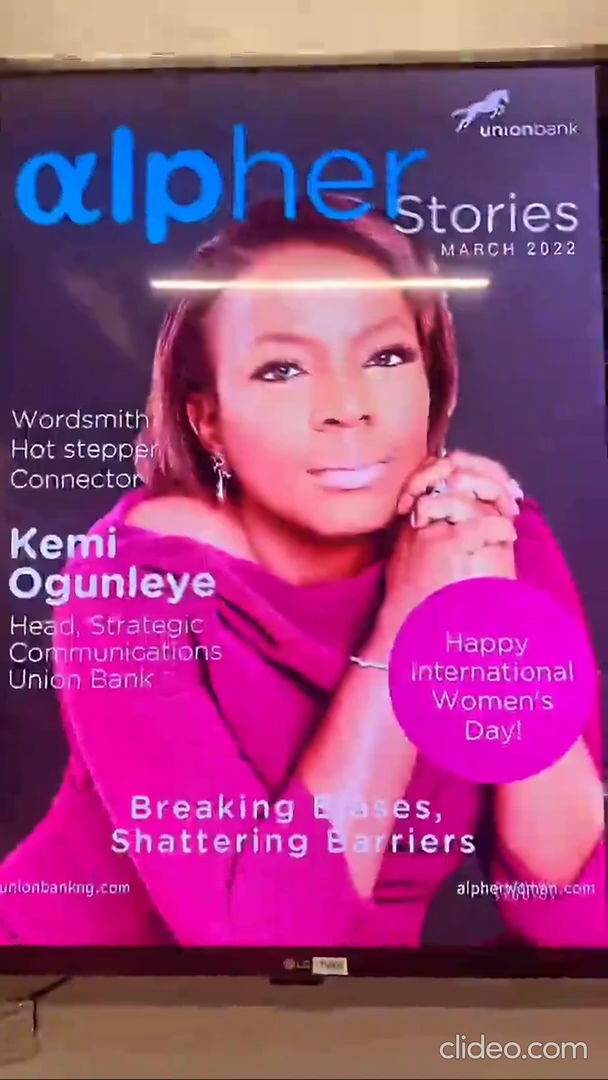 unionbank
alpher
Stories
MARCH 2022
Wordsmith
Hot stepper
Connector
Kemi
Ogunleye
Head, Strategic
Communications
Union Bank
Happy
International
Women's
Day!
Breaking Biases,
Shattering Barriers
unionbankng.com
alpherwoman.com
LG
clideo.com